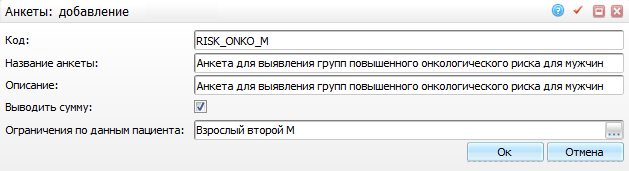 Анкеты: добавление
Код: RISK_ONKO_M
Название анкеты: Анкета для выявления групп повышенного онкологического риска для мужчин
Описание: Анкета для выявления групп повышенного онкологического риска для мужчин
Выводить сумму:
Ограничения по данным пациента: Взрослый второй М ...
Ок Отмена